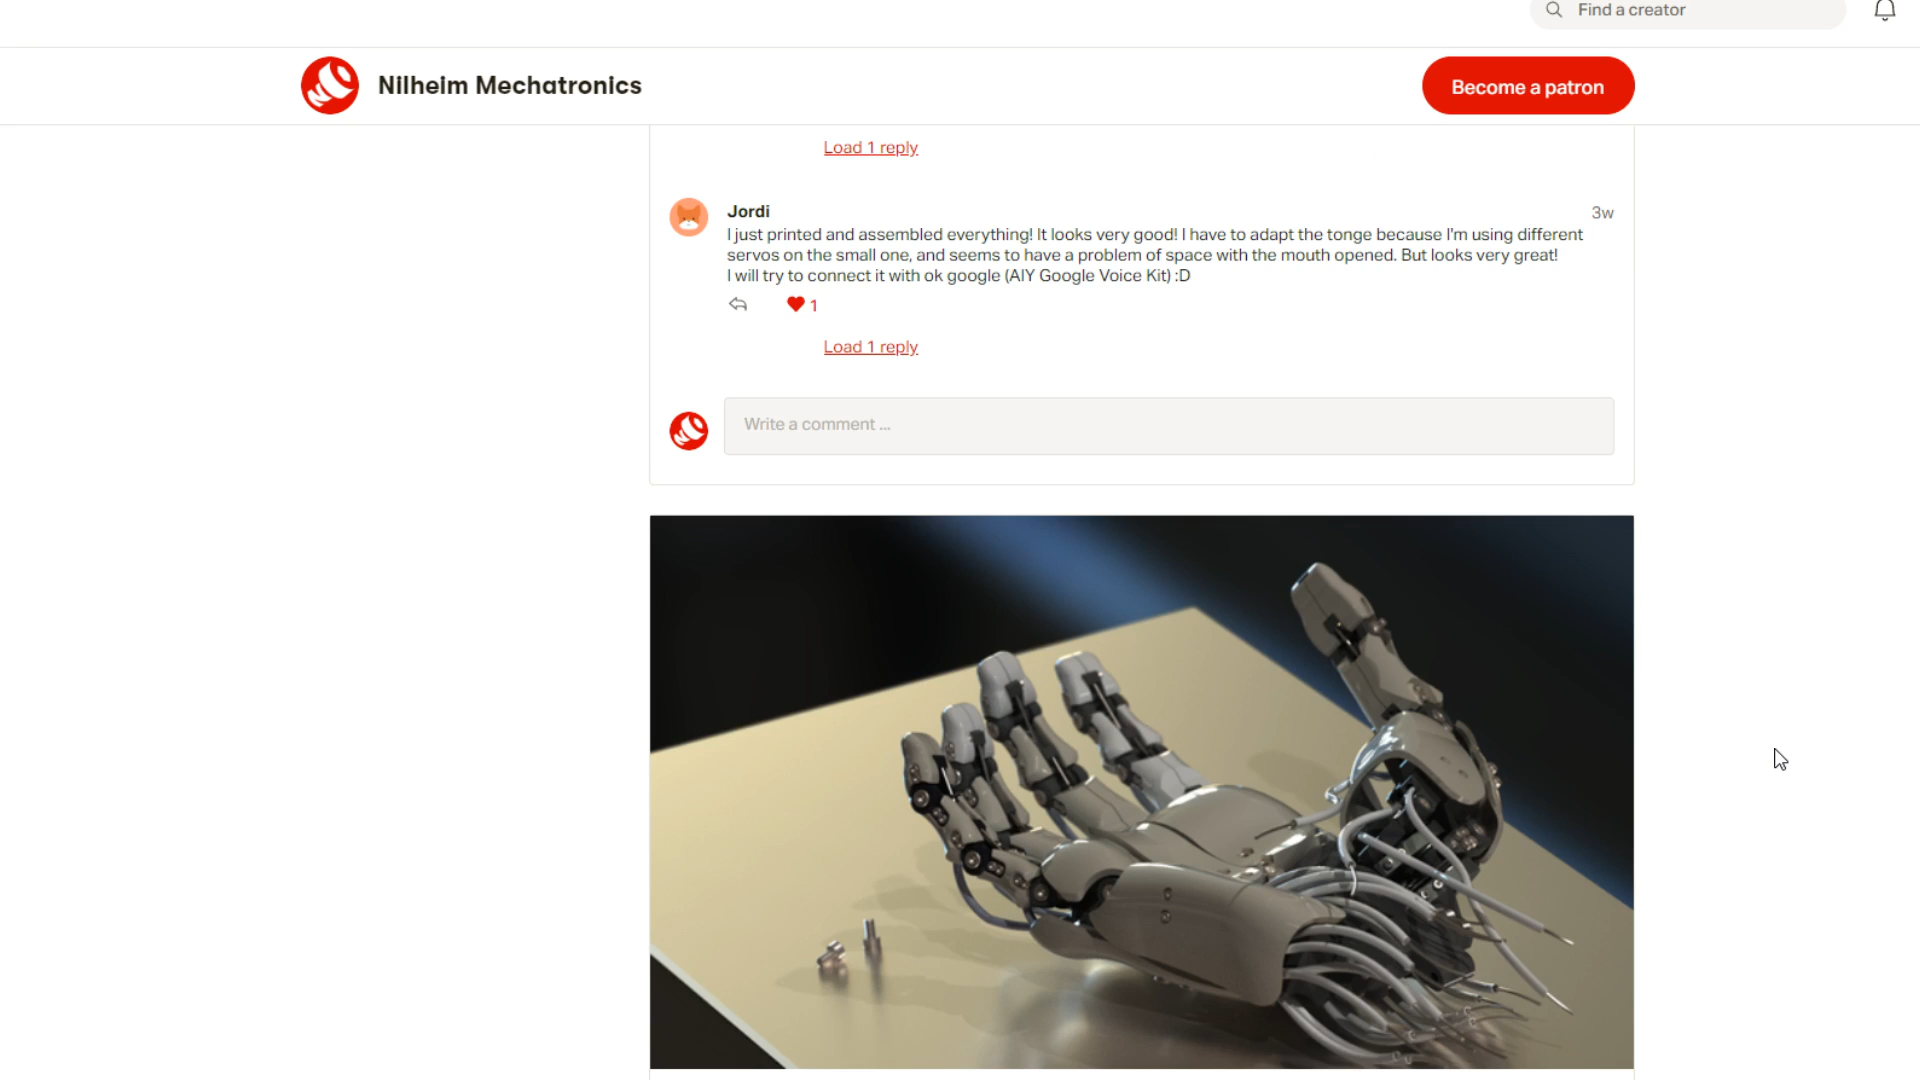 Find a creator
Nilheim Mechatronics
Become a patron
Load 1 reply
Jordi
3w
I just printed and assembled everything! It looks very good! I have to adapt the tonge because I'm using different
servos on the small one, and seems to have a problem of space with the mouth opened. But looks very great!
I will try to connect it with ok google (AIY Google Voice Kit) :D
1
Load 1 reply
Write a comment ...